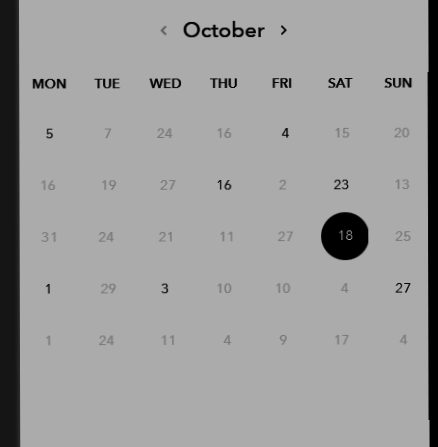 ‹ October ›
MON TUE WED THU FRI SAT SUN
5 7 24 16 4 15 20
16 19 27 16 2 23 13
31 24 21 11 27 18 25
1 29 3 10 10 4 27
1 24 11 4 9 17 4